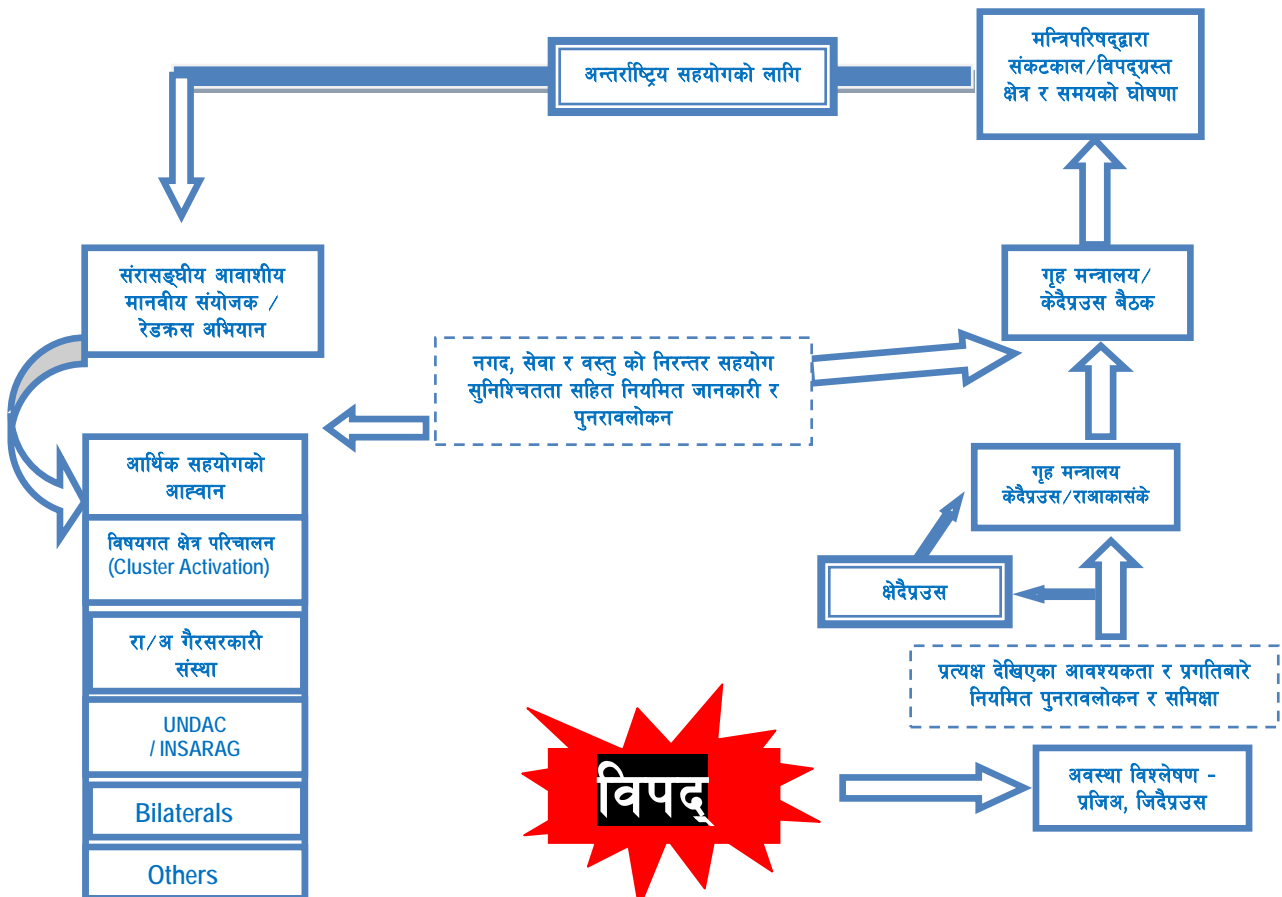 मन्त्रिपरिषद्द्वारा
संकटकाल/विपद्ग्रस्त
क्षेत्र र समयको घोषणा
अन्तर्राष्ट्रिय सहयोगको लागि
संरासङ्घीय आवाशीय
मानवीय संयोजक /
रेडक्रस अभियान
गृह मन्त्रालय/
केदैप्रउस बैठक
नगद, सेवा र वस्तु को निरन्तर सहयोग
सुनिश्चितता सहित नियमित जानकारी र
पुनरावलोकन
आर्थिक सहयोगको
आह्वान
गृह मन्त्रालय
केदैप्रउस/राआकासंके
विषयगत क्षेत्र परिचालन
(Cluster Activation)
क्षेदैप्रउस
रा/अ गैरसरकारी
संस्था
प्रत्यक्ष देखिएका आवश्यकता र प्रगतिबारे
नियमित पुनरावलोकन र समिक्षा
UNDAC
/ INSARAG
विपद्
अवस्था विश्लेषण -
प्रजिअ, जिदैप्रउस
Bilaterals
Others